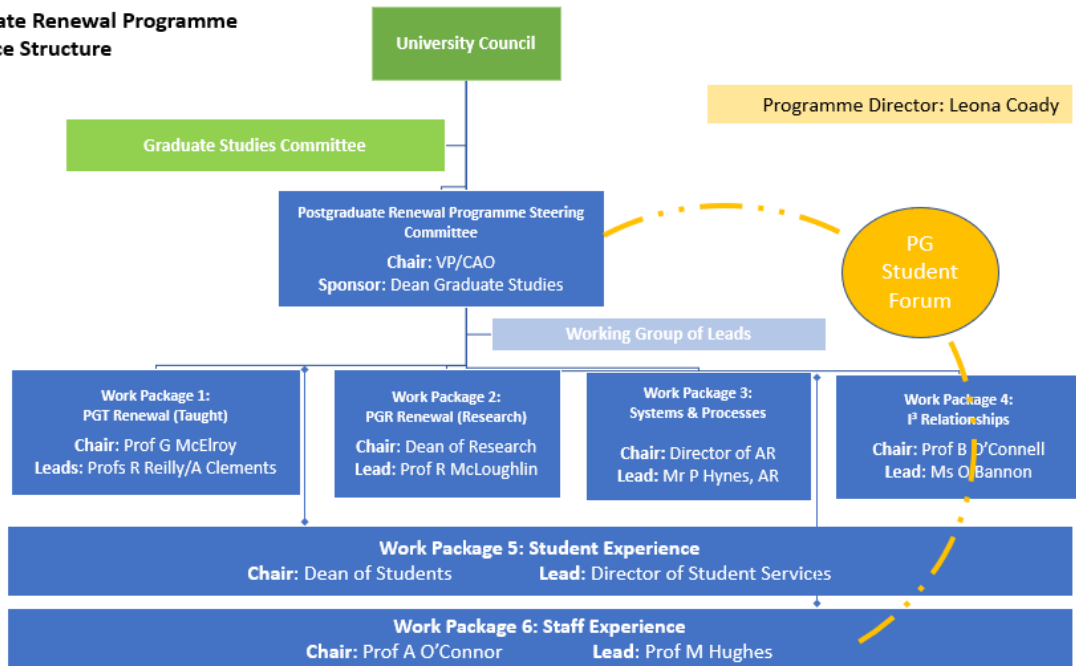 ate Renewal Programme
ce Structure
University Council
Programme Director: Leona Coady
Graduate Studies Committee
Postgraduate Renewal Programme Steering
Committee
Chair: VP/CAO
Sponsor: Dean Graduate Studies
PG
Student
Forum
Working Group of Leads
Work Package 1:
PGT Renewal (Taught)
Chair: Prof G McElroy
Leads: Profs R Reilly/A Clements
Work Package 2:
PGR Renewal (Research)
Chair: Dean of Research
Lead: Prof R McLoughlin
Work Package 3:
Systems & Processes
Chair: Director of AR
Lead: Mr P Hynes, AR
Work Package 4:
I³ Relationships
Chair: Prof B O'Connell
Lead: Ms O Bannon
Work Package 5: Student Experience
Chair: Dean of Students Lead: Director of Student Services
Work Package 6: Staff Experience
Chair: Prof A O'Connor Lead: Prof M Hughes